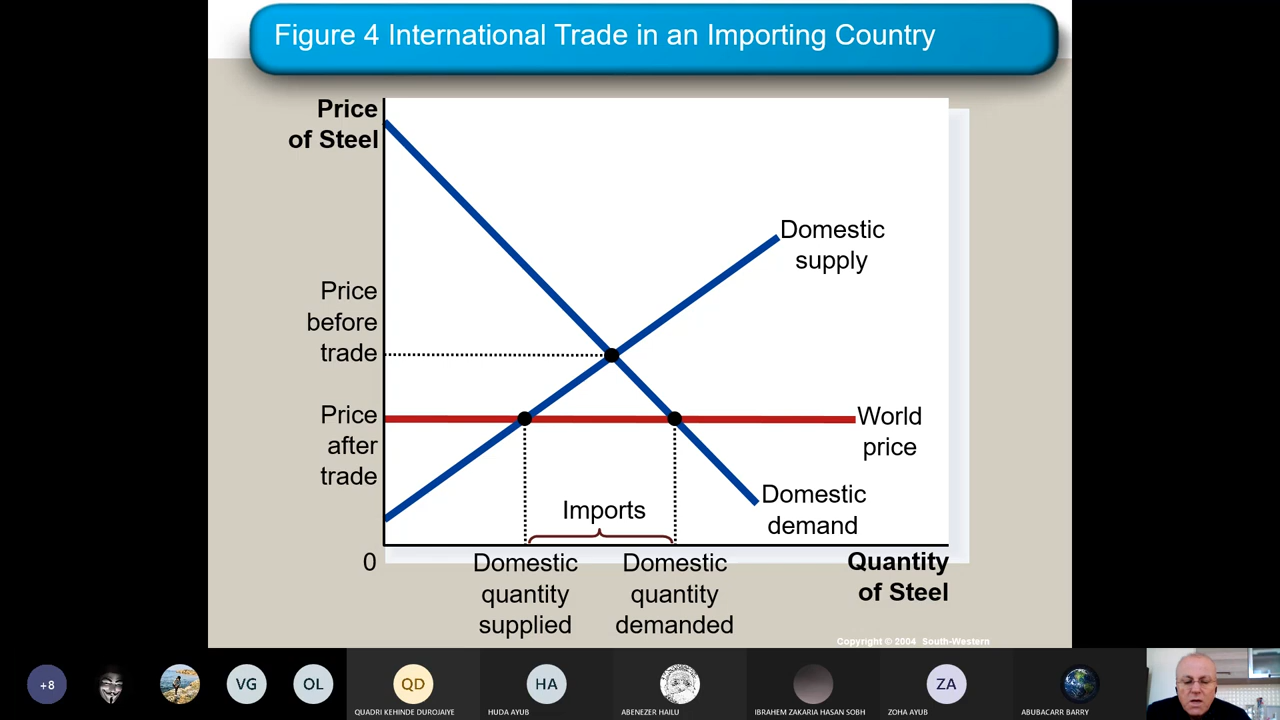 Figure 4 International Trade in an Importing Country
Price
of Steel
Domestic
supply
Price
before
trade
Price
after
trade
World
price
Domestic
demand
Imports
0
Domestic
quantity
supplied
Domestic
quantity
demanded
Quantity
of Steel
Copyright © 2004 South-Western
+8
VG
OL
QD
HA
ZA
QUADRI KEHINDE DUROJAIYE
HUDA AYUB
ABENEZER HAILU
IBRAHEM ZAKARIA HASAN SOBH
ZOHA AYUB
ABUBACARR BARRY